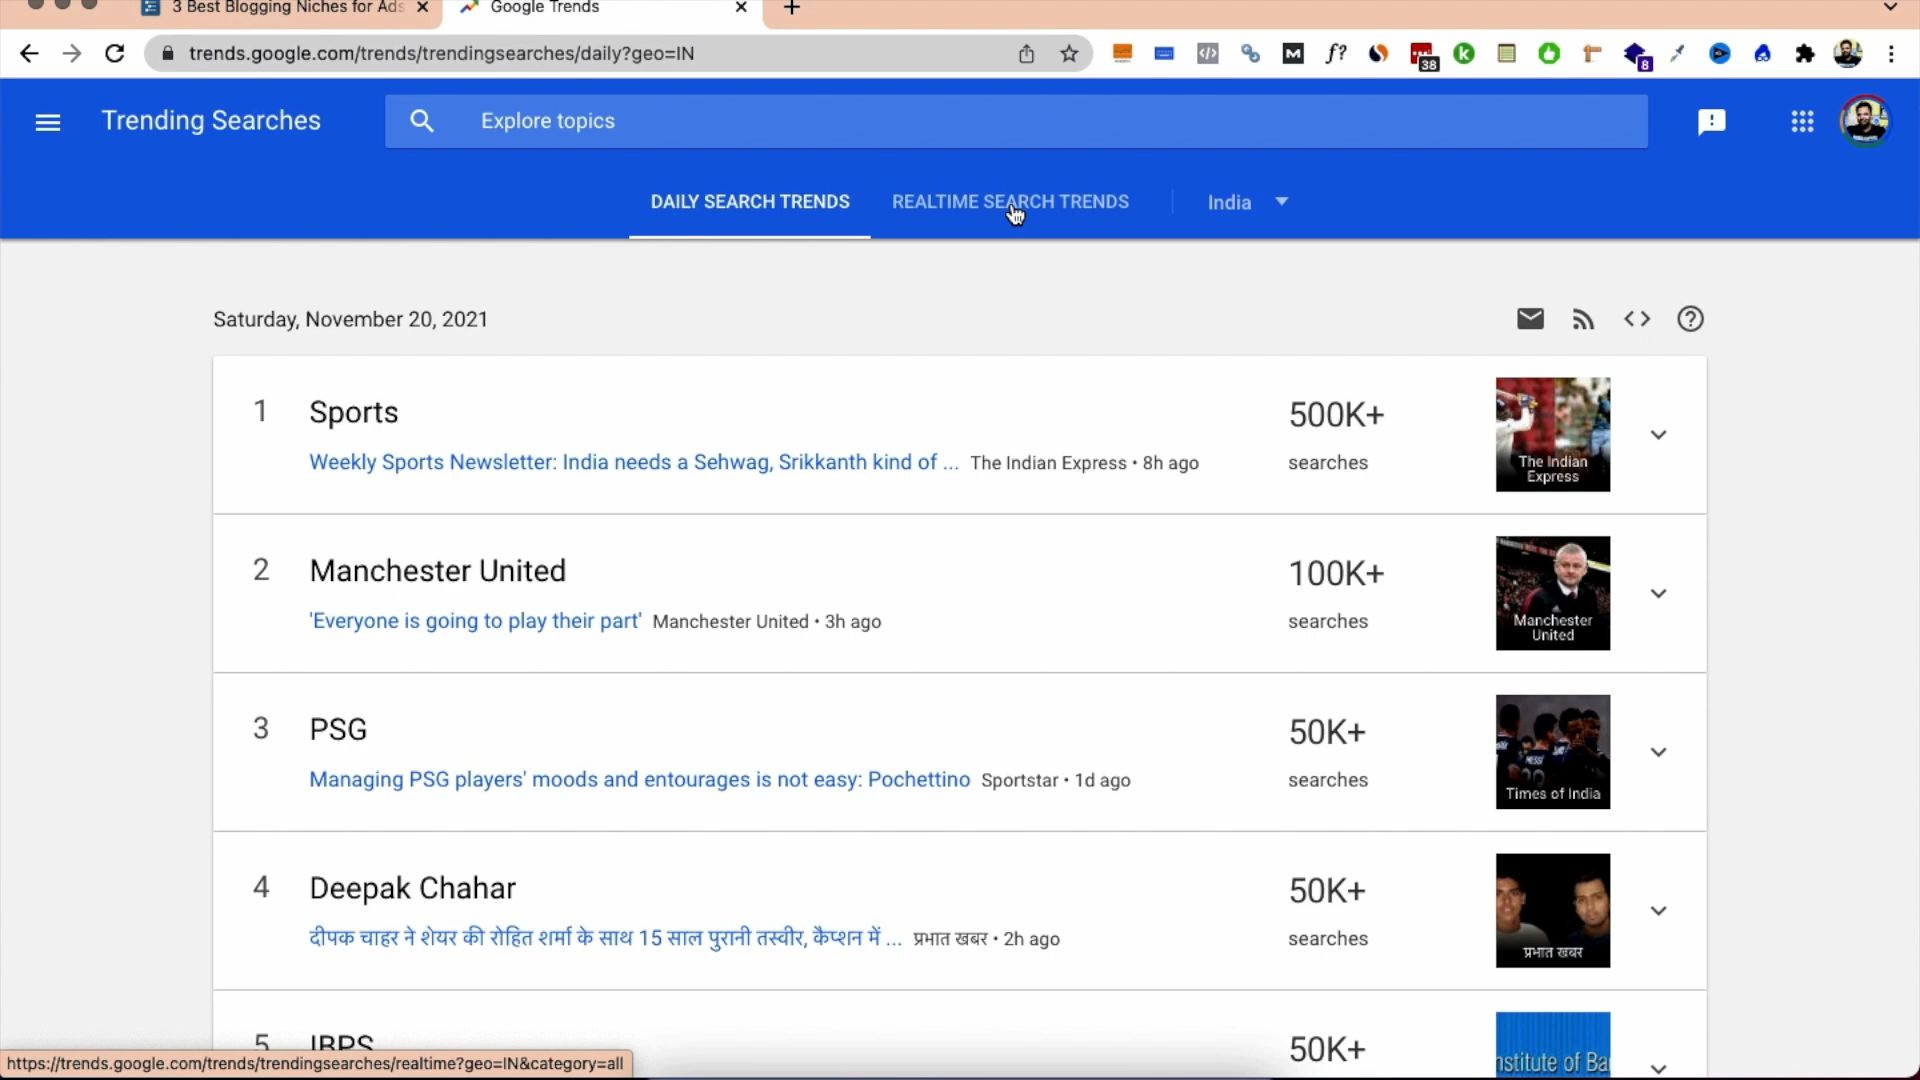 3 Best Blogging Niches for Ads
Google Trends
trends.google.com/trends/trendingsearches/daily?geo=IN
38
8
Trending Searches
Explore topics
DAILY SEARCH TRENDS
REALTIME SEARCH TRENDS
India
Saturday, November 20, 2021
1
Sports
500K+
Weekly Sports Newsletter: India needs a Sehwag, Srikkanth kind of ... The Indian Express • 8h ago
searches
The Indian
Express
2
Manchester United
100K+
'Everyone is going to play their part' Manchester United • 3h ago
searches
Manchester
United
3
PSG
50K+
Managing PSG players' moods and entourages is not easy: Pochettino Sportstar • 1d ago
searches
MESSI
Times of India
4
Deepak Chahar
50K+
दीपक चाहर ने शेयर की रोहित शर्मा के साथ 15 साल पुरानी तस्वीर, कैप्शन में ... प्रभात खबर • 2h ago
searches
प्रभात खबर
5
IBPS
50K+
nstitute of Ba
https://trends.google.com/trends/trendingsearches/realtime?geo=IN&category=all